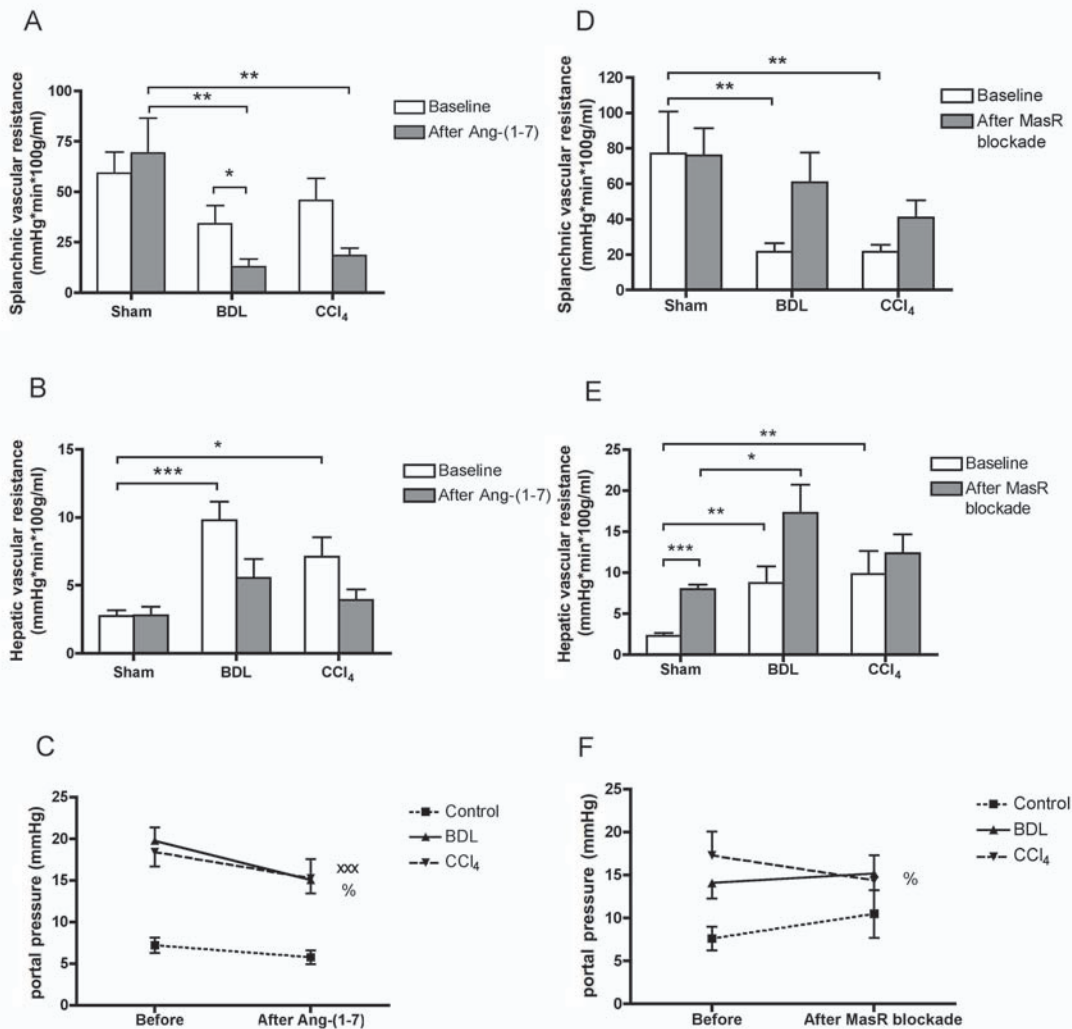 A
Splanchnic vascular resistance
(mmHg*min*100g/ml)
100
75
50
25
0
**
**
*
Baseline
After Ang-(1-7)
Sham
BDL
CCl₄
D
Splanchnic vascular resistance
(mmHg*min*100g/ml)
120
100
80
60
40
20
0
**
**
Baseline
After MasR
blockade
Sham
BDL
CCl₄
B
Hepatic vascular resistance
(mmHg*min*100g/ml)
15
10
5
0
*
***
Baseline
After Ang-(1-7)
Sham
BDL
CCl₄
E
Hepatic vascular resistance
(mmHg*min*100g/ml)
25
20
15
10
5
0
**
*
**
***
Baseline
After MasR
blockade
Sham
BDL
CCl₄
C
portal pressure (mmHg)
25
20
15
10
5
0
xxx
%
Control
BDL
CCl₄
Before
After Ang-(1-7)
F
portal pressure (mmHg)
25
20
15
10
5
0
%
Control
BDL
CCl₄
Before
After MasR blockade